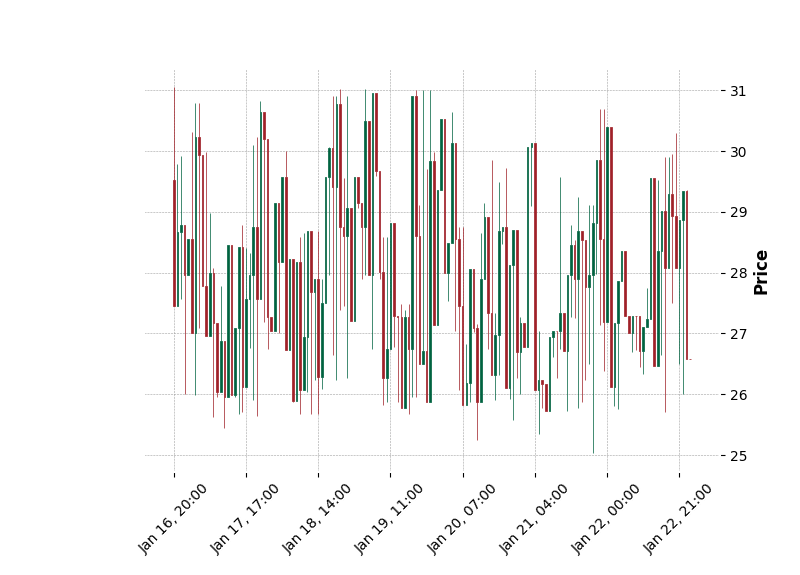 31
30
29
28
27
26
25
Price
Jan 16, 20:00
Jan 17, 17:00
Jan 18, 14:00
Jan 19, 11:00
Jan 20, 07:00
Jan 21, 04:00
Jan 22, 00:00
Jan 22, 21:00